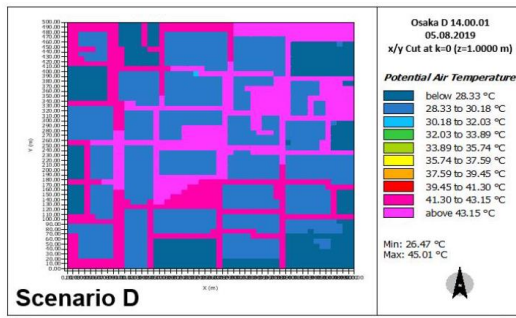 Osaka D 14.00.01
05.08.2019
x/y Cut at k=0 (z=1.0000 m)
Potential Air Temperature
below 28.33 °C
28.33 to 30.18 °C
30.18 to 32.03 °C
32.03 to 33.89 °C
33.89 to 35.74 °C
35.74 to 37.59 °C
37.59 to 39.45 °C
39.45 to 41.30 °C
41.30 to 43.15 °C
above 43.15 °C
Min: 26.47 °C
Max: 45.01 °C
500.00
490.00
480.00
470.00
460.00
450.00
440.00
430.00
420.00
410.00
400.00
390.00
380.00
370.00
360.00
350.00
340.00
330.00
320.00
310.00
300.00
290.00
280.00
270.00
260.00
250.00
240.00
230.00
220.00
210.00
200.00
190.00
180.00
170.00
160.00
150.00
140.00
130.00
120.00
110.00
100.00
90.00
80.00
70.00
60.00
50.00
40.00
30.00
20.00
10.00
0.00
Y (m)
X (m)
Scenario D